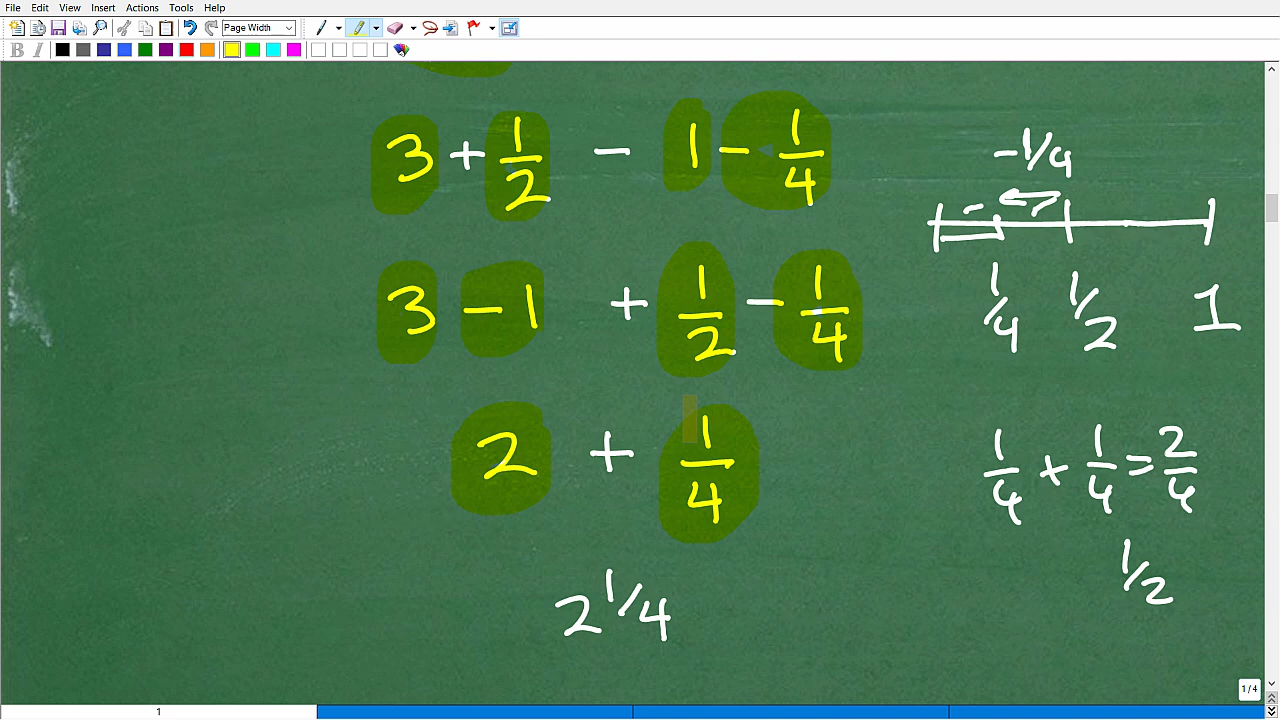 File Edit View Insert Actions Tools Help
Page Width
B I
3 + 1/2 - 1 - 1/4
3 - 1 + 1/2 - 1/4
2 + 1/4
2 1/4
-1/4
1/4 1/2 1
1/4 + 1/4 = 2/4
1/2
1/4
1